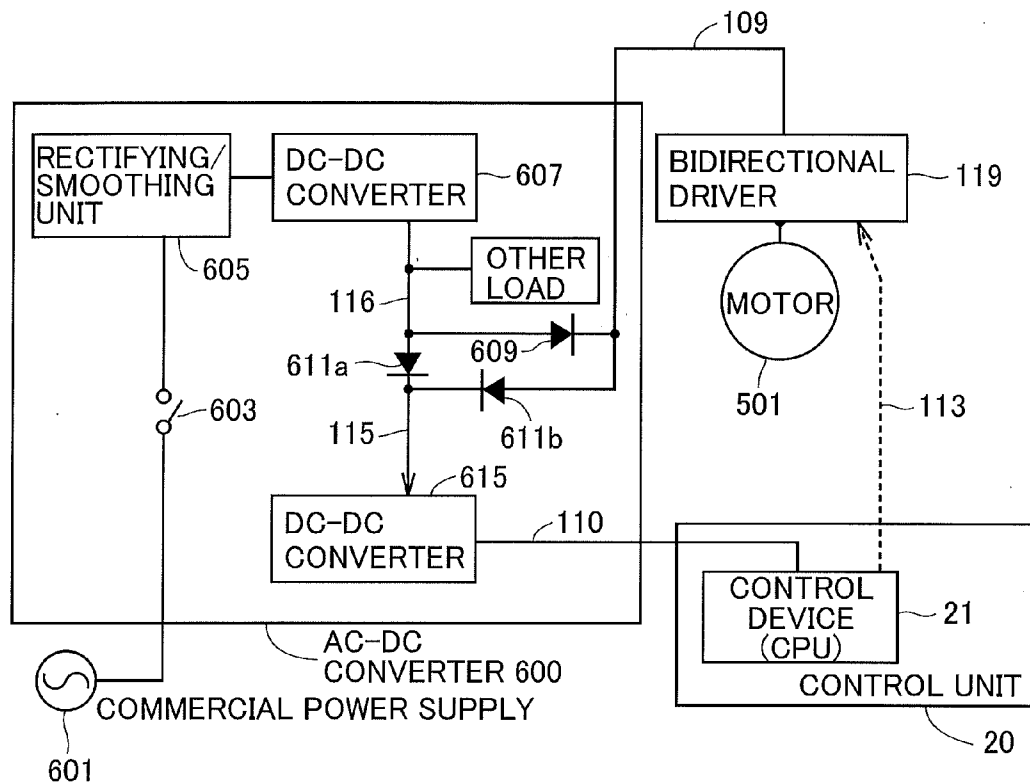 109
RECTIFYING/
SMOOTHING
UNIT
DC-DC
CONVERTER
607
BIDIRECTIONAL
DRIVER
119
605
OTHER
LOAD
116
MOTOR
609
611a
501
603
115
611b
113
615
DC-DC
CONVERTER
110
CONTROL
DEVICE
(CPU)
21
AC-DC
CONVERTER 600
CONTROL UNIT
COMMERCIAL POWER SUPPLY
20
601